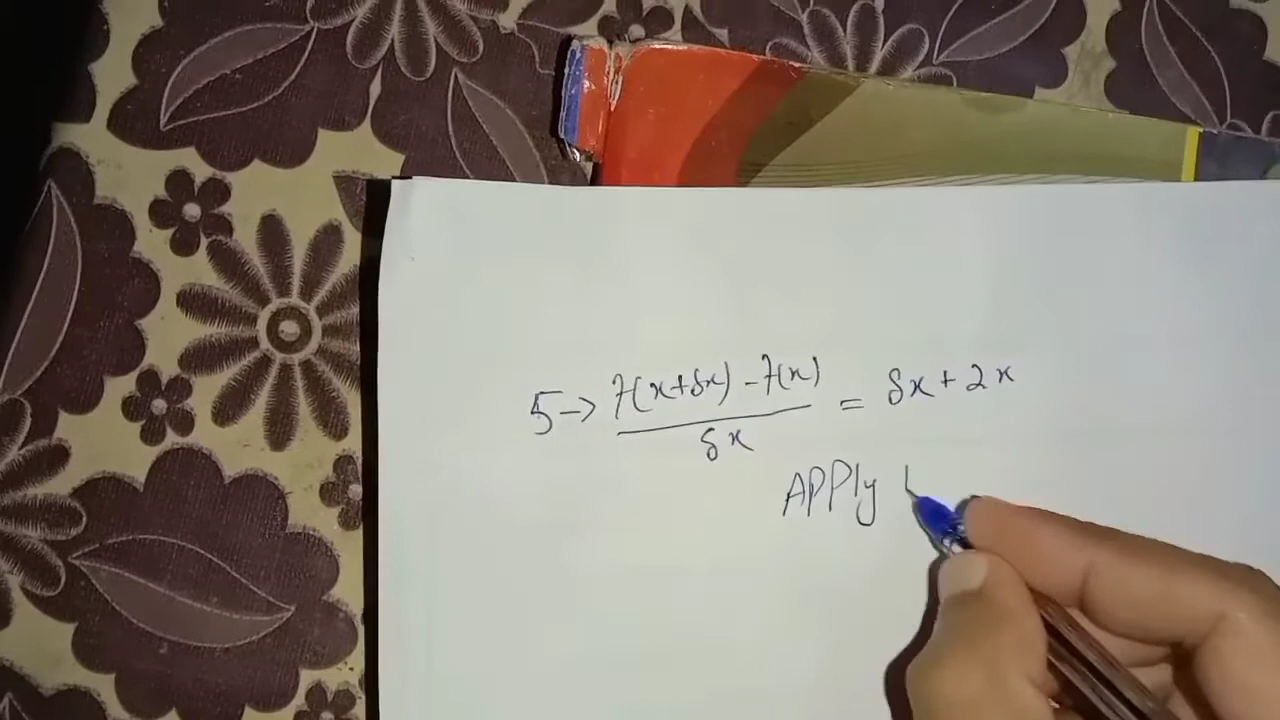 5 → f(x+δx) - f(x) / δx = δx + 2x
APPly